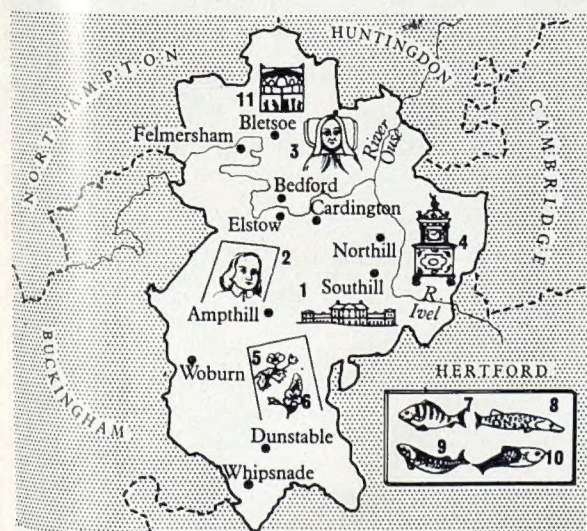 NORTHAMPTON
HUNTINGDON
CAMBRIDGE
11
Bletsoe
Felmersham
3
River Ouse
Bedford
Elstow
Cardington
4
Northill
2
1
Southill
R. Ivel
Ampthill
BUCKINGHAM
Woburn
5
6
HERTFORD
7
8
9
10
Dunstable
Whipsnade